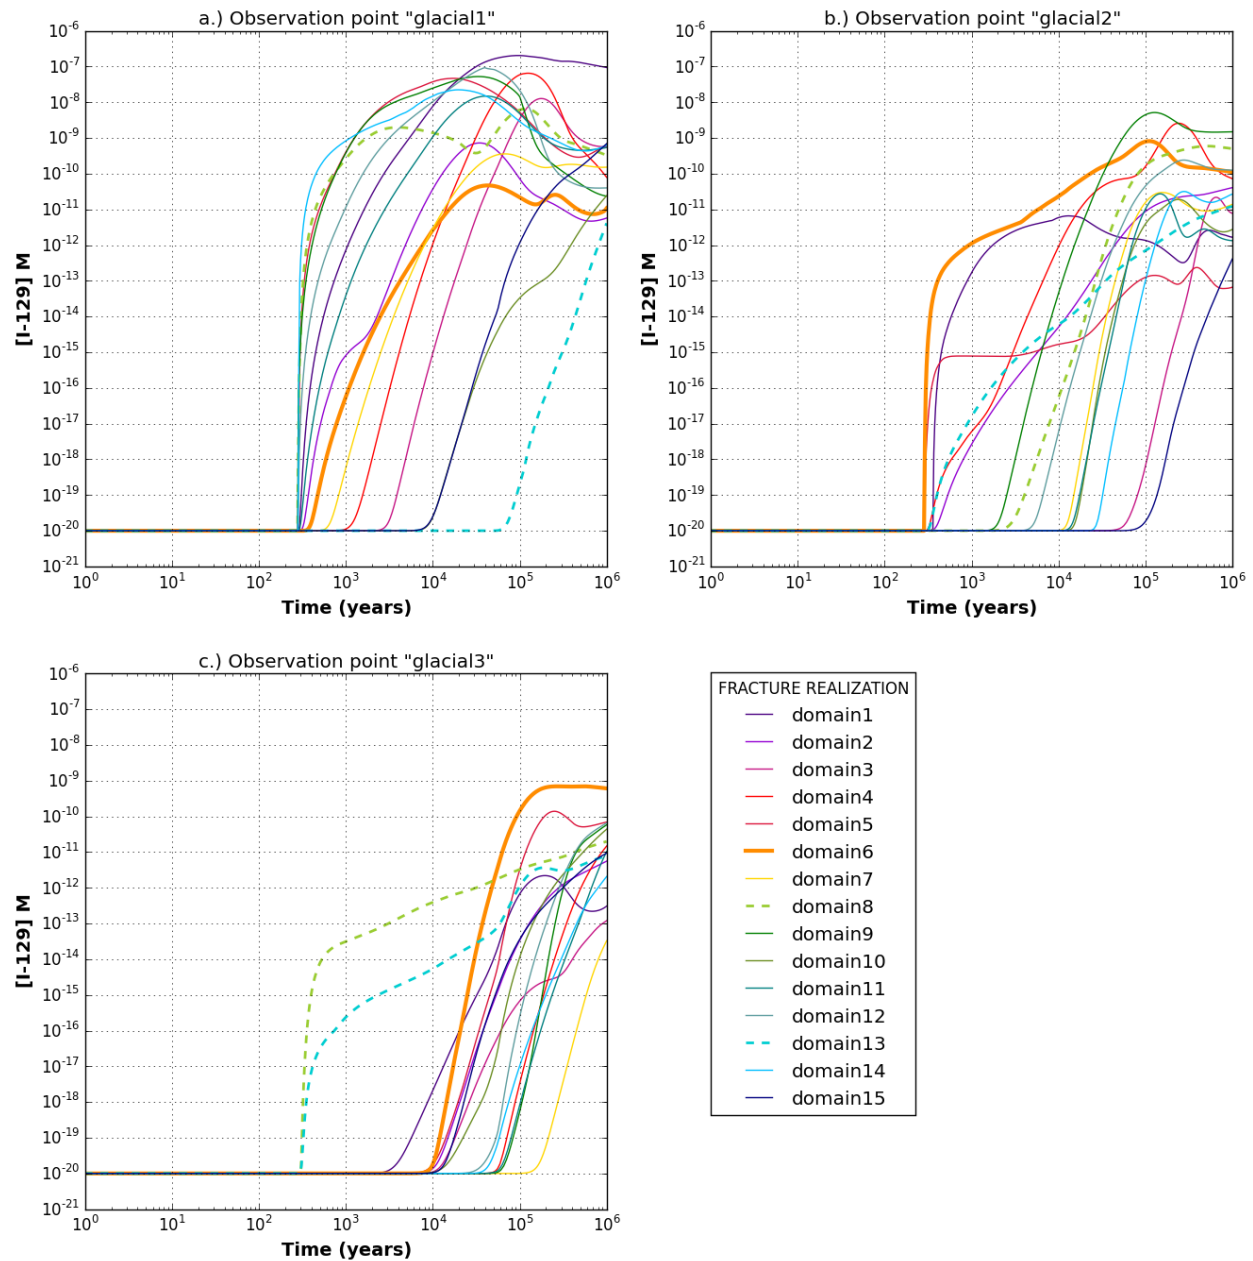 a.) Observation point "glacial1"
[I-129] M
10^-6
10^-7
10^-8
10^-9
10^-10
10^-11
10^-12
10^-13
10^-14
10^-15
10^-16
10^-17
10^-18
10^-19
10^-20
10^-21
10^0 10^1 10^2 10^3 10^4 10^5 10^6
Time (years)
b.) Observation point "glacial2"
[I-129] M
10^-6
10^-7
10^-8
10^-9
10^-10
10^-11
10^-12
10^-13
10^-14
10^-15
10^-16
10^-17
10^-18
10^-19
10^-20
10^-21
10^0 10^1 10^2 10^3 10^4 10^5 10^6
Time (years)
c.) Observation point "glacial3"
[I-129] M
10^-6
10^-7
10^-8
10^-9
10^-10
10^-11
10^-12
10^-13
10^-14
10^-15
10^-16
10^-17
10^-18
10^-19
10^-20
10^-21
10^0 10^1 10^2 10^3 10^4 10^5 10^6
Time (years)
FRACTURE REALIZATION
domain1
domain2
domain3
domain4
domain5
domain6
domain7
domain8
domain9
domain10
domain11
domain12
domain13
domain14
domain15